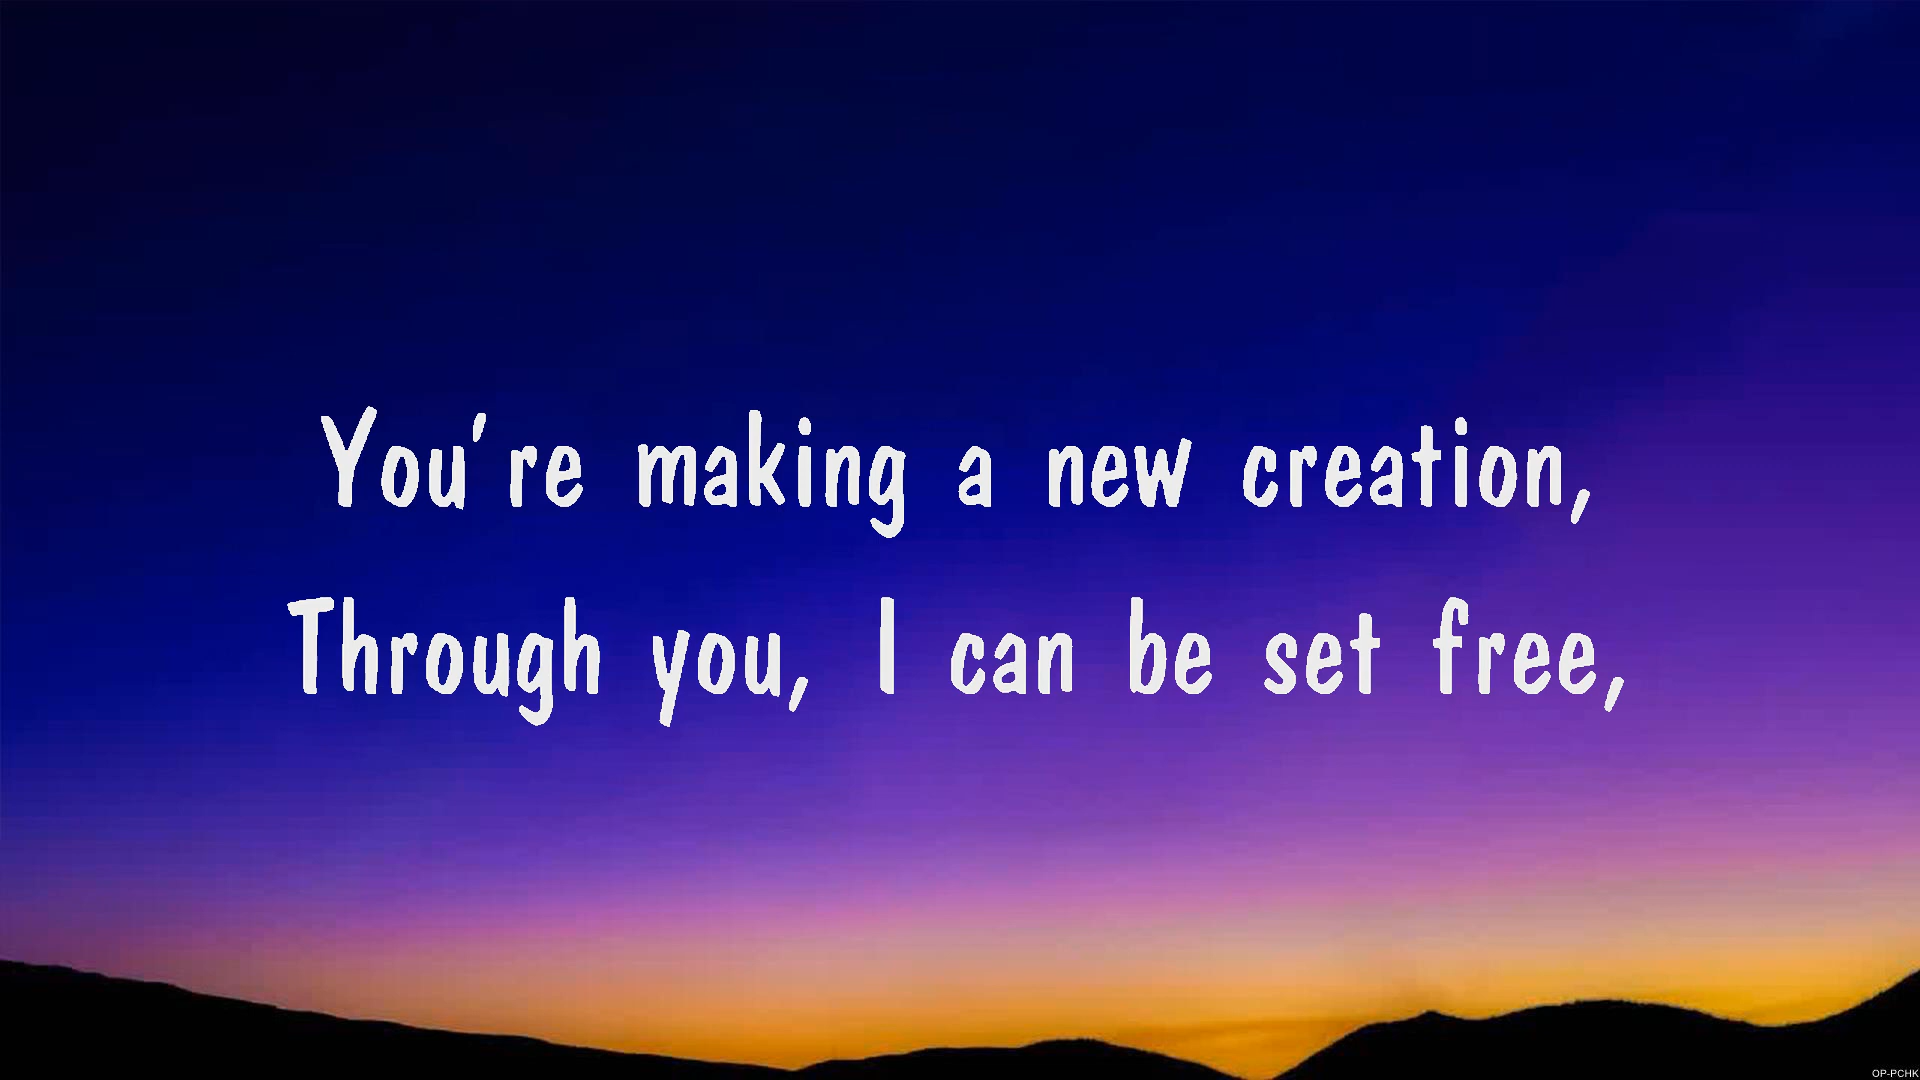 You're making a new creation,
Through you, I can be set free,
OP-PCHK